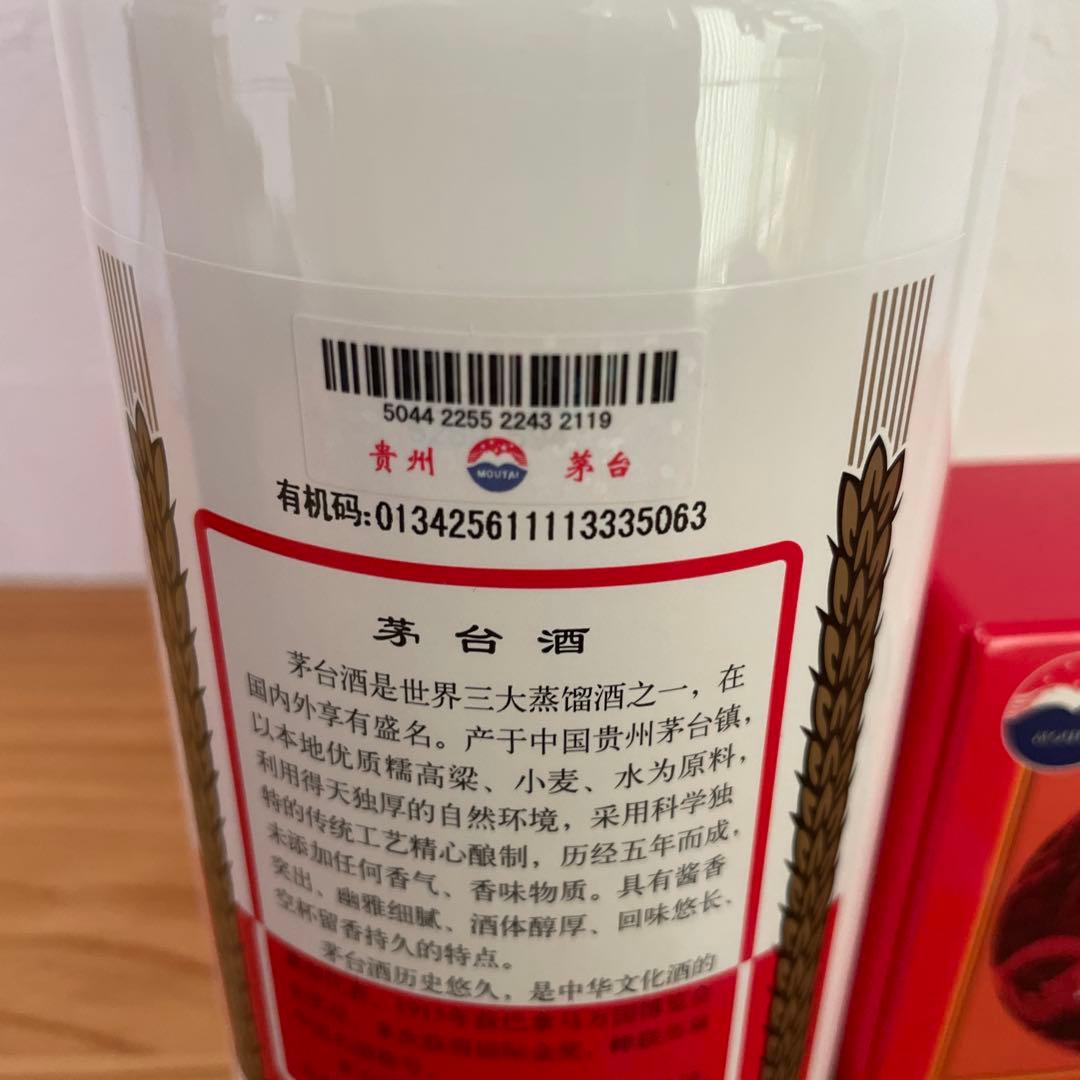 5044 2255 2243 2119
贵州 MOUTAI 茅台
有机码:013425611113335063
茅台酒
茅台酒是世界三大蒸馏酒之一，在
国内外享有盛名。产于中国贵州茅台镇，
以本地优质糯高粱、小麦、水为原料，
利用得天独厚的自然环境，采用科学独
特的传统工艺精心酿制，历经五年而成，
未添加任何香气、香味物质。具有酱香
突出、幽雅细腻、酒体醇厚、回味悠长、
空杯留香持久的特点。
茅台酒历史悠久，是中华文化酒的